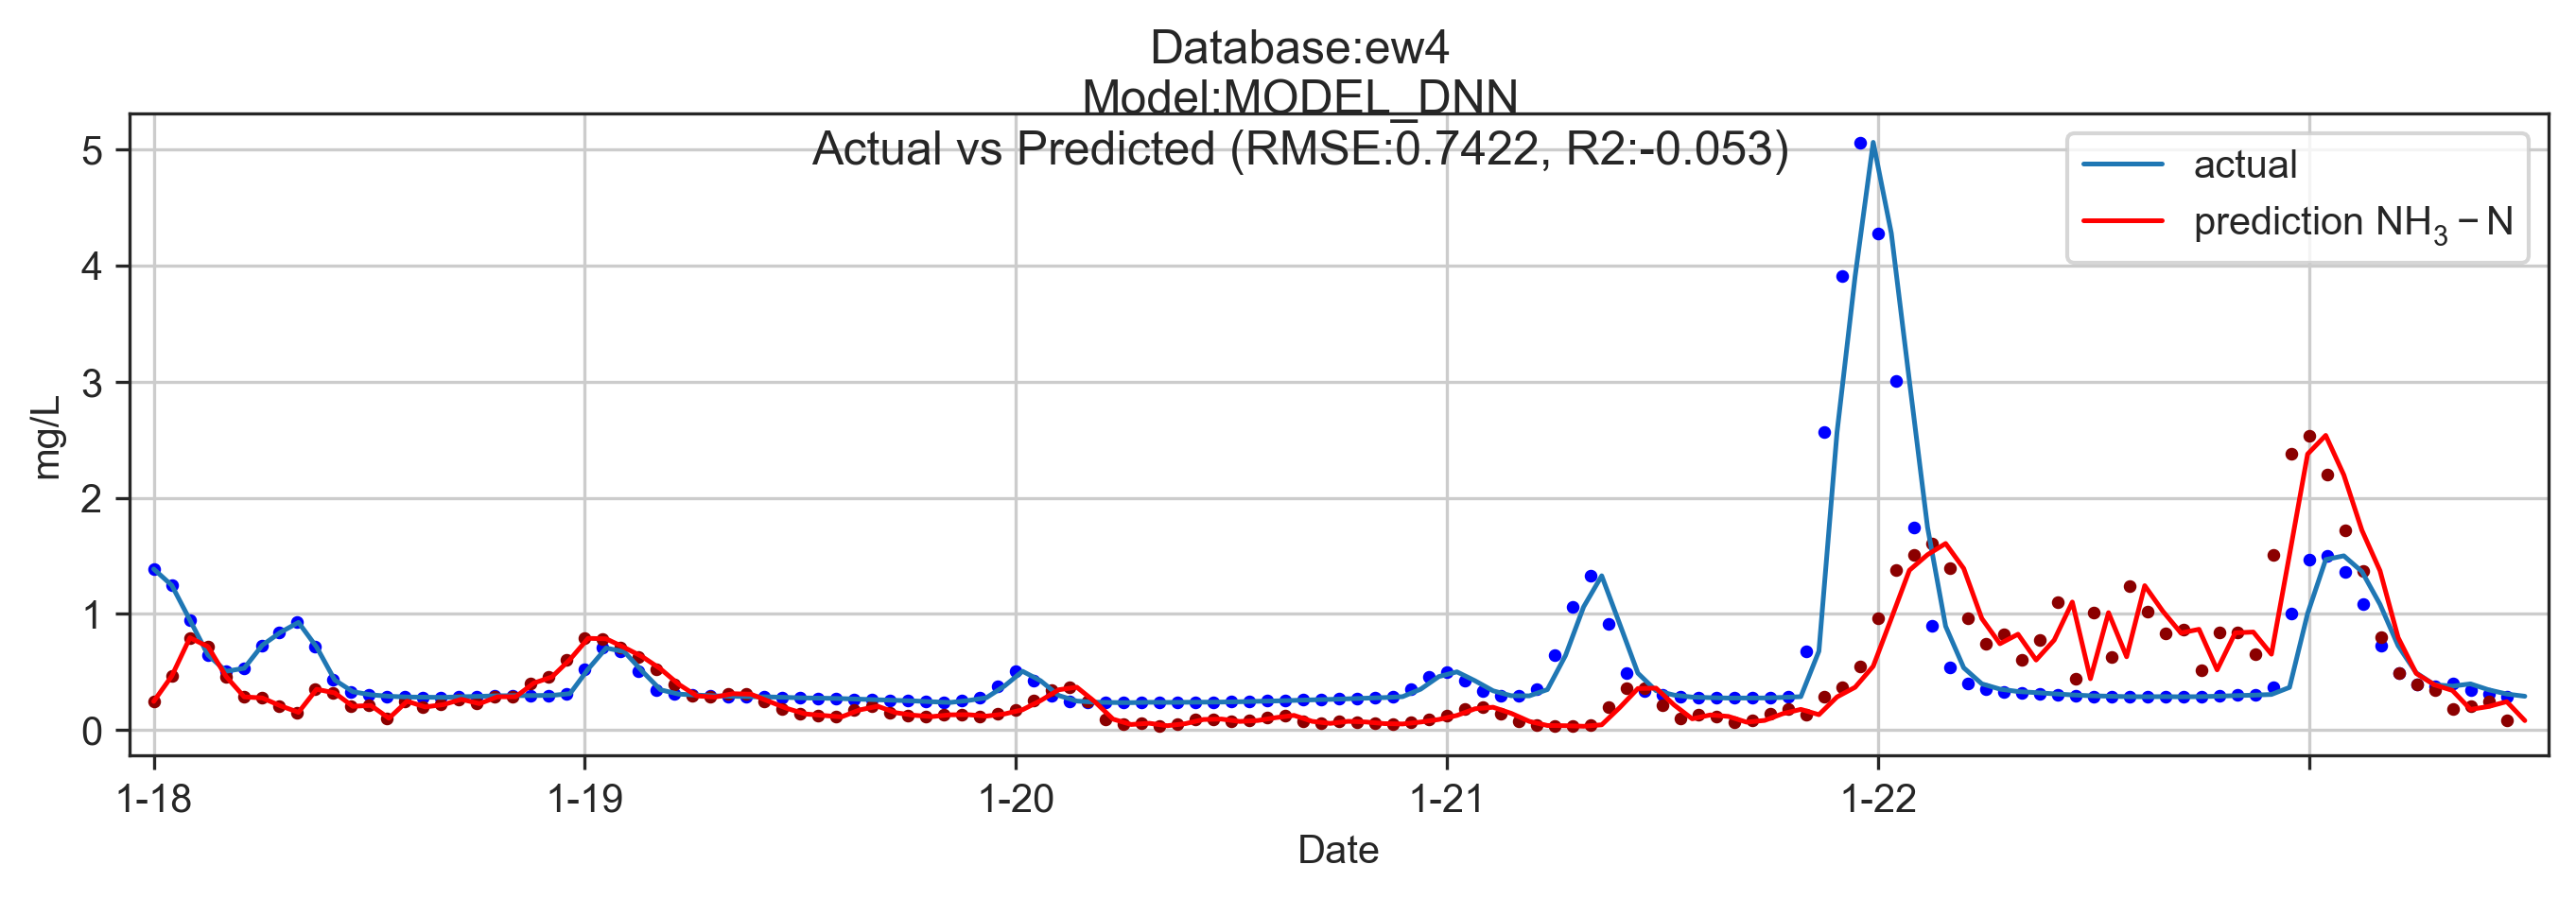 Database:ew4
Model:MODEL_DNN
Actual vs Predicted (RMSE:0.7422, R2:-0.053)
actual
prediction NH₃ − N
5
4
3
2
1
0
mg/L
1-18 1-19 1-20 1-21 1-22
Date